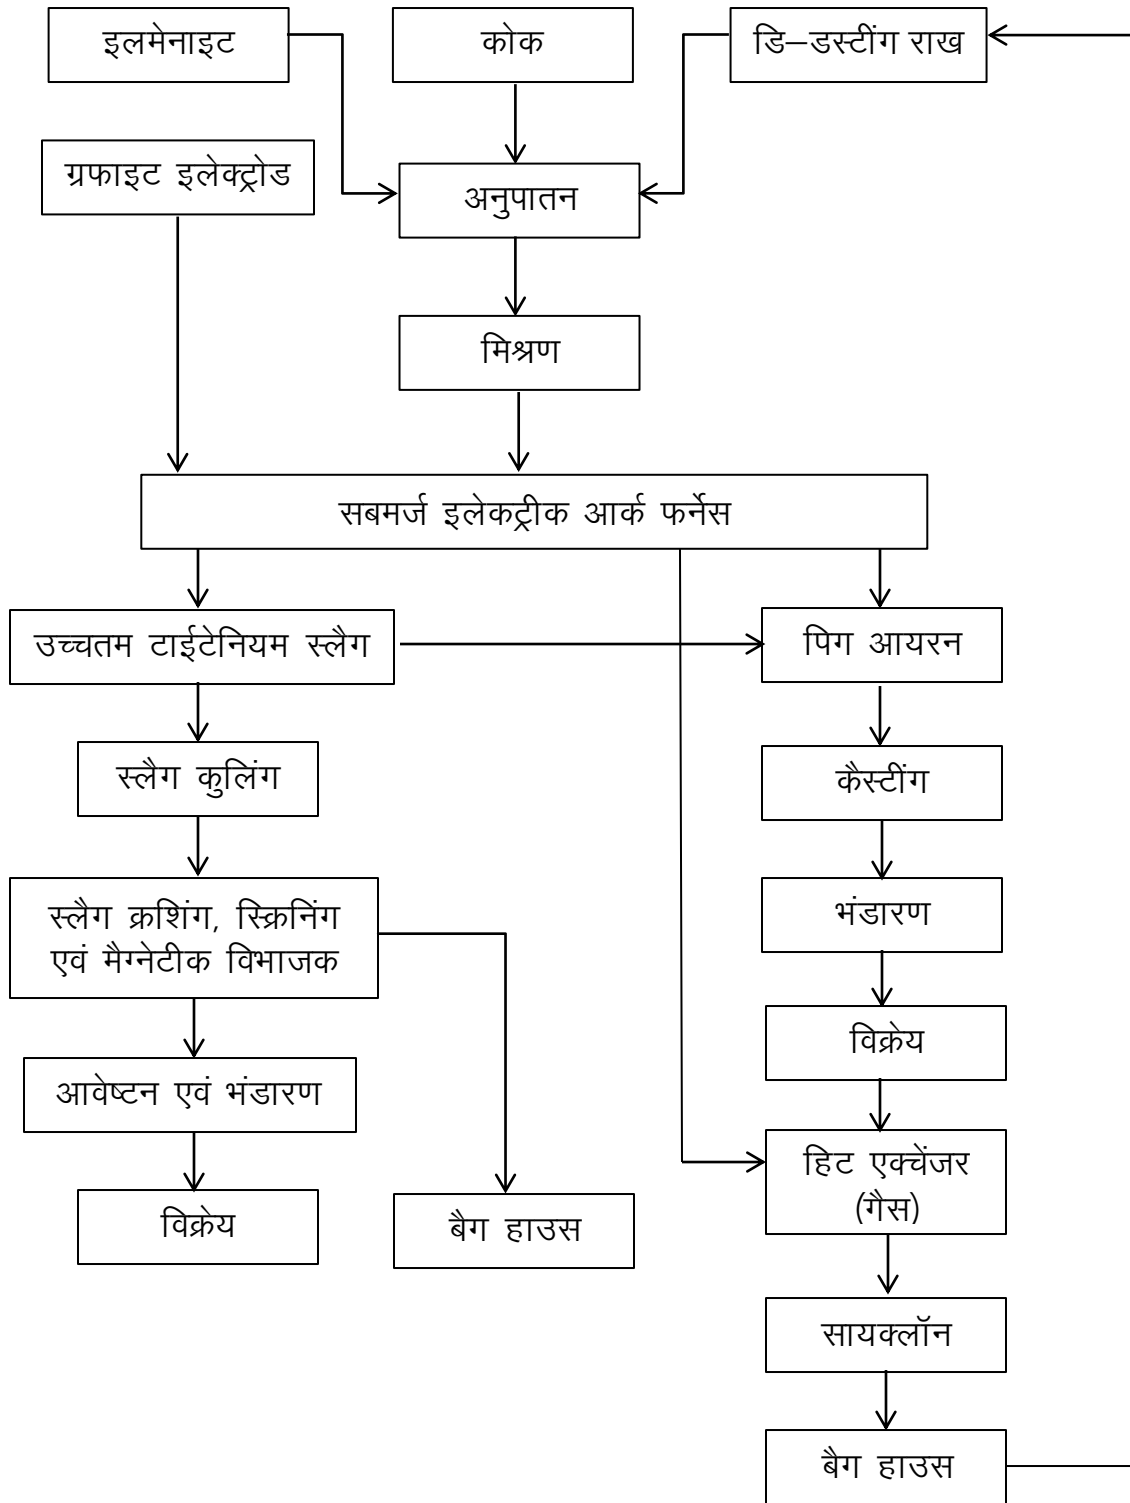 इलमेनाइट
कोक
डि–डस्टींग राख
ग्रफाइट इलेक्ट्रोड
अनुपातन
मिश्रण
सबमर्ज इलेकट्रीक आर्क फर्नेस
उच्चतम टाईटेनियम स्लैग
पिग आयरन
स्लैग कुलिंग
कैस्टींग
स्लैग क्रशिंग, स्क्रिनिंग
एवं मैग्नेटीक विभाजक
भंडारण
विक्रेय
आवेष्टन एवं भंडारण
हिट एक्चेंजर
(गैस)
विक्रेय
बैग हाउस
सायक्लॉन
बैग हाउस